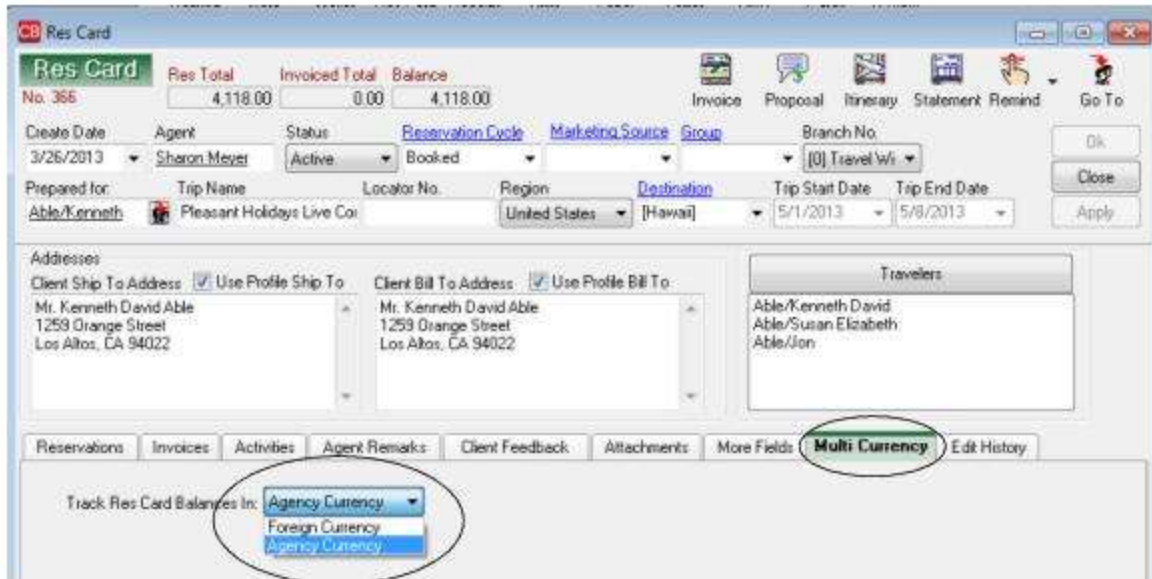 CB Res Card
Res Card Res Total Invoiced Total Balance
No. 366 4,118.00 0.00 4,118.00 Invoice Proposal Itinerary Statement Remind Go To
Create Date Agent Status Reservation Cycle Marketing Source Group Branch No. Ok
3/26/2013 Sharon Meyer Active Booked [0] Travel Wi
Prepared for: Trip Name Locator No. Region Destination Trip Start Date Trip End Date Close
Able/Kenneth Pleasant Holidays Live Cor United States [Hawaii] 5/1/2013 5/8/2013 Apply
Addresses
Client Ship To Address Use Profile Ship To Client Bill To Address Use Profile Bill To Travelers
Mr. Kenneth David Able Mr. Kenneth David Able Able/Kenneth David
1259 Orange Street 1259 Orange Street Able/Susan Elizabeth
Los Altos, CA 94022 Los Altos, CA 94022 Able/Jon
Reservations Invoices Activities Agent Remarks Client Feedback Attachments More Fields Multi Currency Edit History
Track Res Card Balances In: Agency Currency
Foreign Currency
Agency Currency